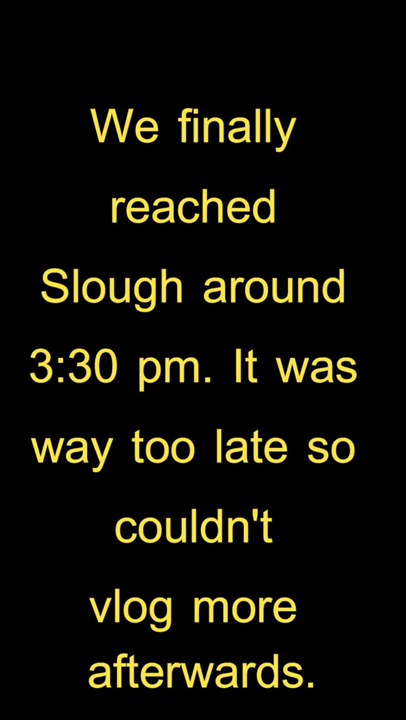 We finally
reached
Slough around
3:30 pm. It was
way too late so
couldn't
vlog more
afterwards.